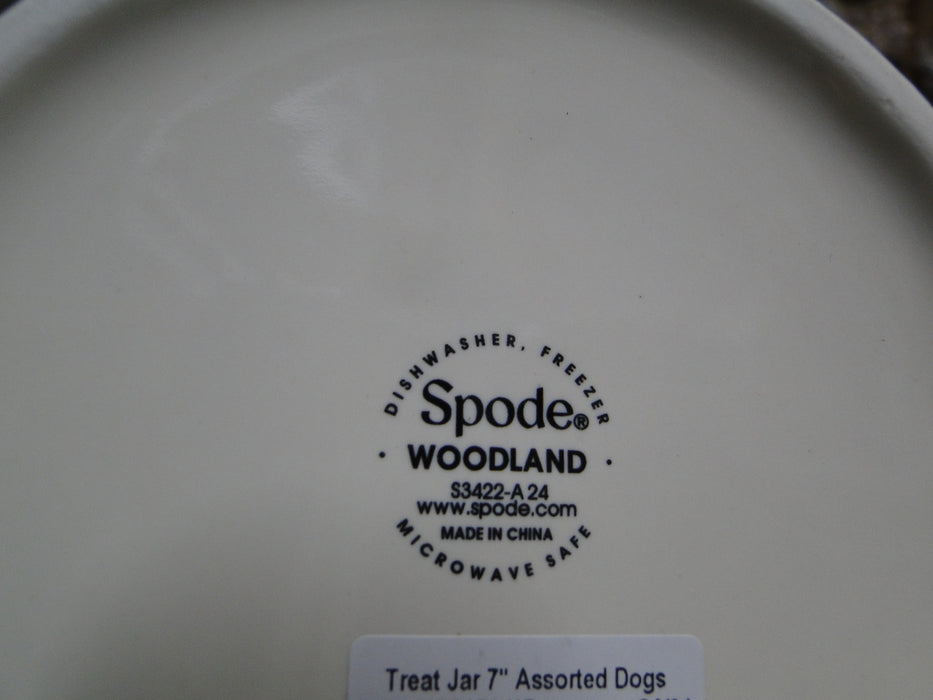 DISHWASHER, FREEZER
Spode®
• WOODLAND •
S3422-A 24
www.spode.com
MADE IN CHINA
MICROWAVE SAFE
Treat Jar 7" Assorted Dogs